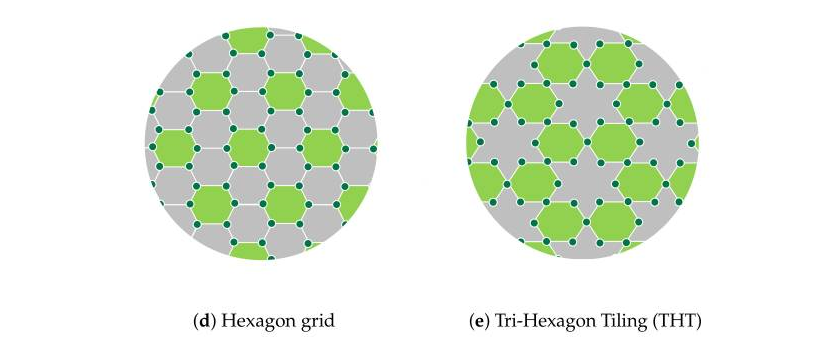 (d) Hexagon grid
(e) Tri-Hexagon Tiling (THT)